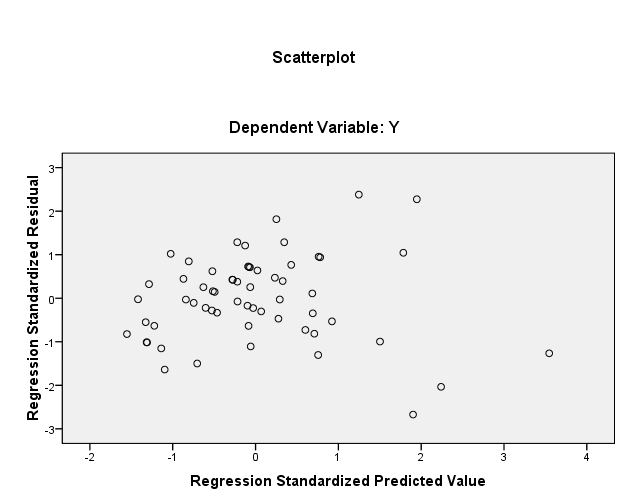 Scatterplot
Dependent Variable: Y
Regression Standardized Residual
3
2
1
0
-1
-2
-3
-2 -1 0 1 2 3 4
Regression Standardized Predicted Value